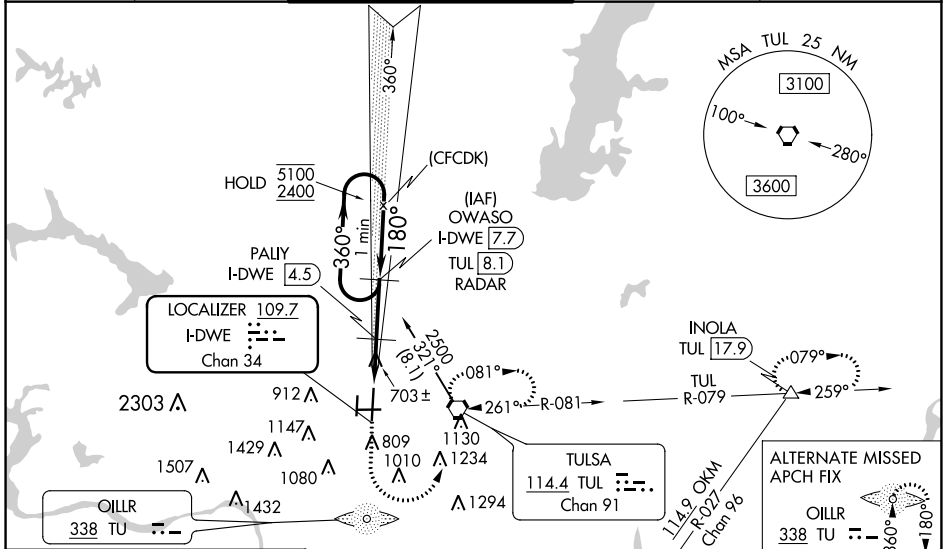 MSA TUL 25 NM
3100
100°
280°
3600
360°
(CFCDK)
HOLD 5100
2400
360°
1 min
180°
(IAF)
OWASO
I-DWE 7.7
TUL 8.1
RADAR
PALIY
I-DWE 4.5
LOCALIZER 109.7
I-DWE
Chan 34
2500
321°
(8.1)
INOLA
TUL 17.9
079°
081°
TUL
R-079
259°
261°
R-081
703±
2303
912
1147
1429
809
1130
1010
1234
1507
1080
1432
1294
TULSA
114.4 TUL
Chan 91
OILLR
338 TU
114.9 OKM
R-027
Chan 96
ALTERNATE MISSED
APCH FIX
OILLR
338 TU
360°
180°